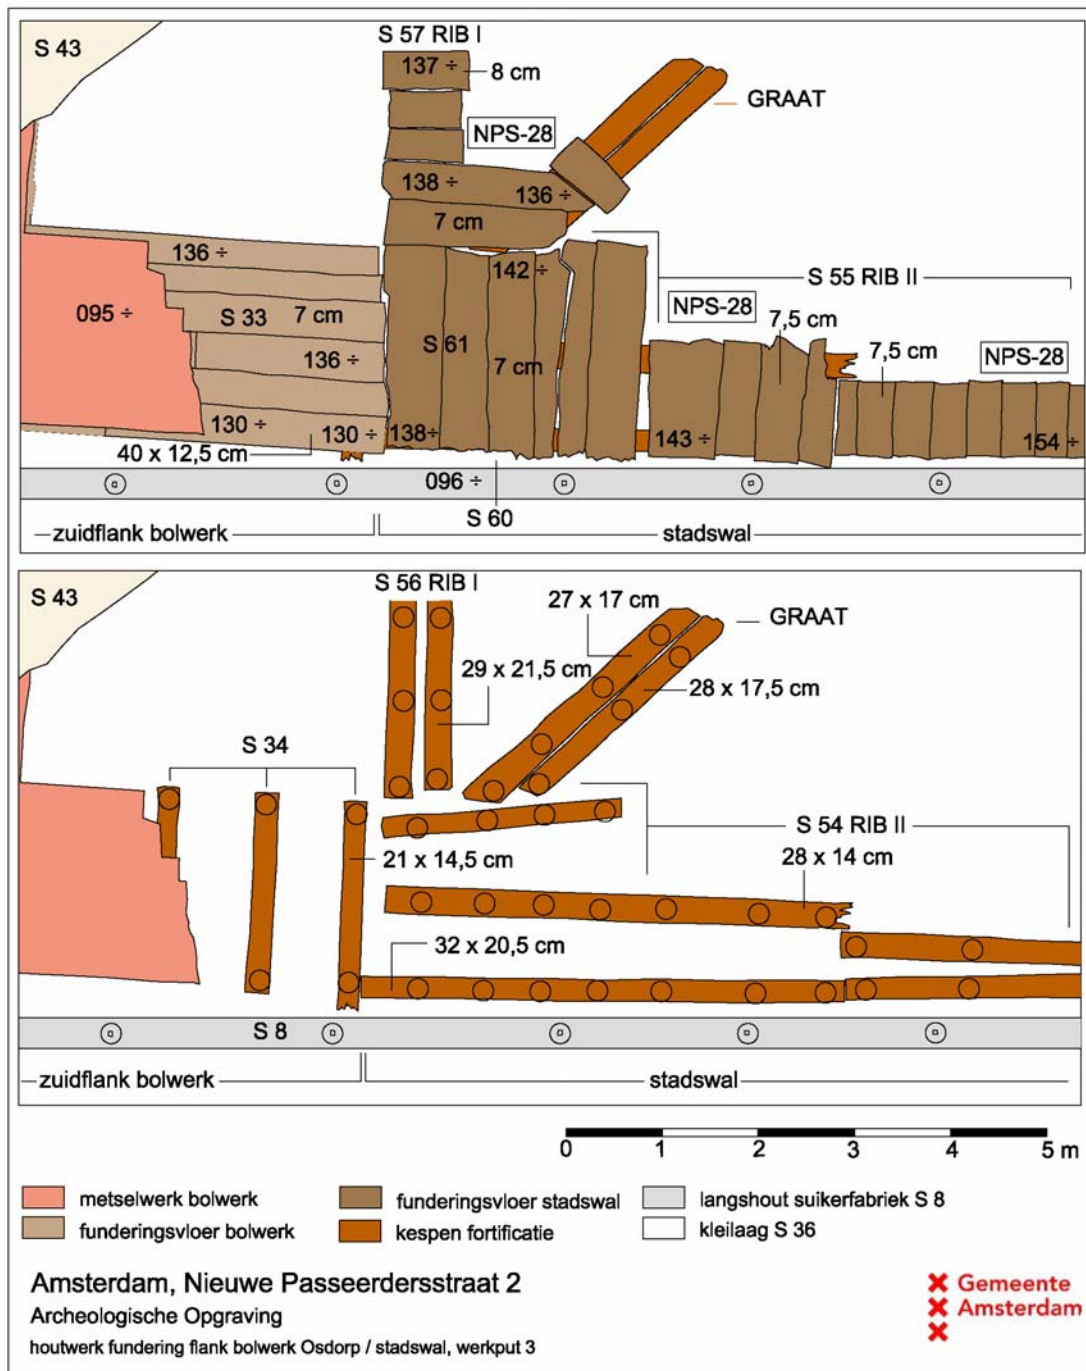 S 43
S 57 RIB I
137 ÷
8 cm
GRAAT
NPS-28
138 ÷
136 ÷
7 cm
136 ÷
142 ÷
S 55 RIB II
095 ÷
S 33
7 cm
NPS-28
7,5 cm
S 61
136 ÷
7 cm
7,5 cm
NPS-28
130 ÷
130 ÷
138÷
143 ÷
154 ÷
40 x 12,5 cm
096 ÷
S 60
zuidflank bolwerk
stadswal
S 43
S 56 RIB I
27 x 17 cm
GRAAT
29 x 21,5 cm
28 x 17,5 cm
S 34
S 54 RIB II
21 x 14,5 cm
28 x 14 cm
32 x 20,5 cm
S 8
zuidflank bolwerk
stadswal
0 1 2 3 4 5 m
metselwerk bolwerk
funderingsvloer stadswal
langshout suikerfabriek S 8
funderingsvloer bolwerk
kespen fortificatie
kleilaag S 36
Amsterdam, Nieuwe Passeerdersstraat 2
Archeologische Opgraving
houtwerk fundering flank bolwerk Osdorp / stadswal, werkput 3
Gemeente
Amsterdam